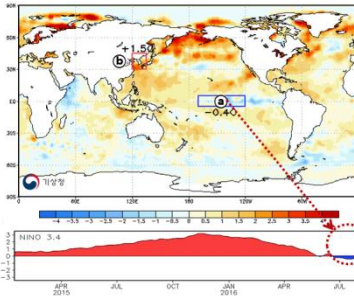 90N
60N
30N
EQ
30S
60S
90S
+1.50
b
a
-0.40
기상청
0 60E 120E 180 120W 60W
-4 -3.5 -3 -2.5 -2 -1.5 -1 -0.5 0 0.5 1 1.5 2 2.5 3 3.5 4
NINO 3.4
3
2
1
0
-1
-2
-3
APR JUL OCT JAN APR JUL
2015 2016